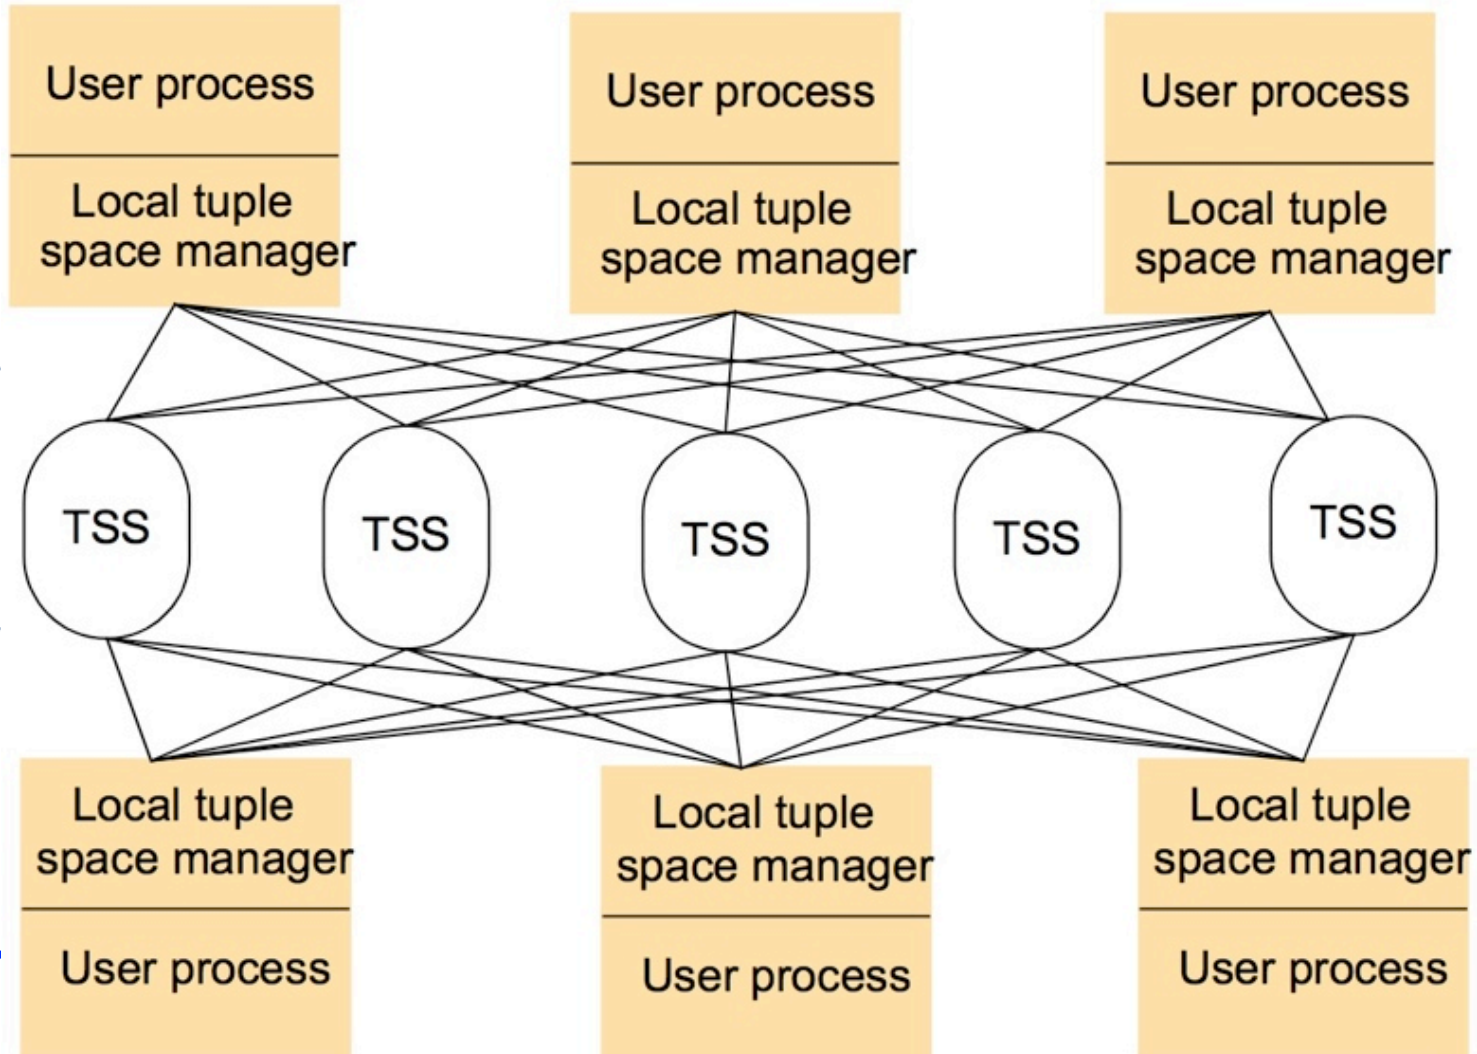 User process
User process
User process
Local tuple
space manager
Local tuple
space manager
Local tuple
space manager
TSS
TSS
TSS
TSS
TSS
Local tuple
space manager
Local tuple
space manager
Local tuple
space manager
User process
User process
User process